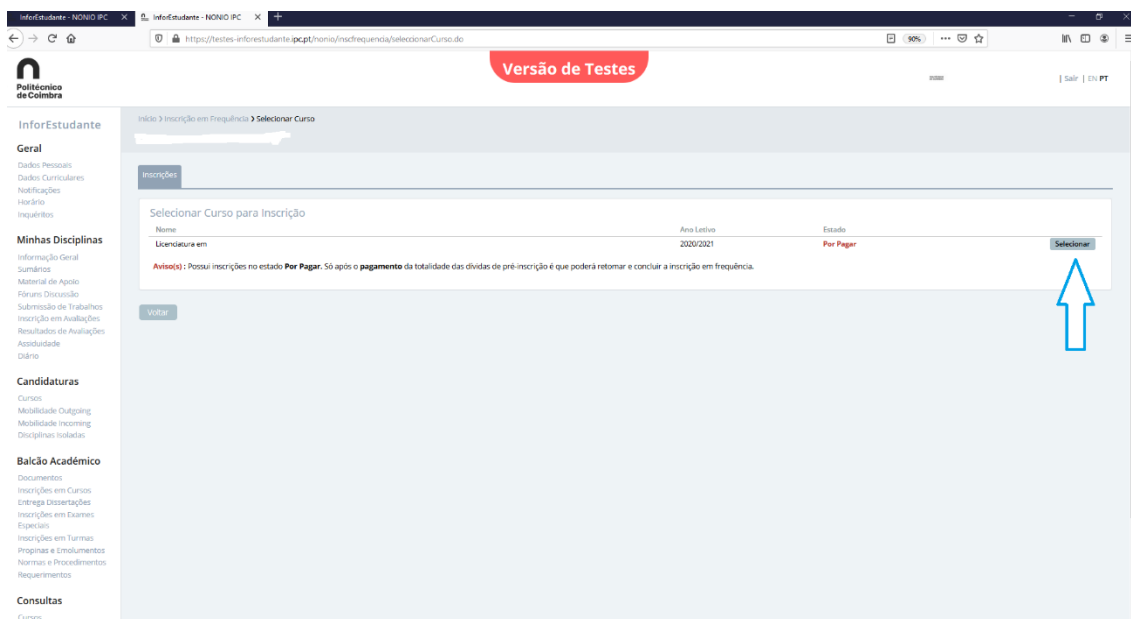 InforEstudante - NONIO IPC
InforEstudante - NONIO IPC
https://testes-inforestudante.ipc.pt/nonio/inscfrequencia/seleccionarCurso.do
90%
Politécnico
de Coimbra
Versão de Testes
| Sair | EN PT
InforEstudante
Início > Inscrição em Frequência > Selecionar Curso
Geral
Dados Pessoais
Dados Curriculares
Notificações
Horário
Inquéritos
Minhas Disciplinas
Informação Geral
Sumários
Material de Apoio
Fóruns Discussão
Submissão de Trabalhos
Inscrição em Avaliações
Resultados de Avaliações
Assiduidade
Diário
Candidaturas
Cursos
Mobilidade Outgoing
Mobilidade Incoming
Disciplinas Isoladas
Balcão Académico
Documentos
Inscrições em Cursos
Entrega Dissertações
Inscrições em Exames
Especiais
Inscrições em Turmas
Propinas e Emolumentos
Normas e Procedimentos
Requerimentos
Consultas
Cursos
Inscrições
Selecionar Curso para Inscrição
Nome Ano Letivo Estado
Licenciatura em 2020/2021 Por Pagar Selecionar
Aviso(s) : Possui inscrições no estado Por Pagar. Só após o pagamento da totalidade das dívidas de pré-inscrição é que poderá retomar e concluir a inscrição em frequência.
Voltar